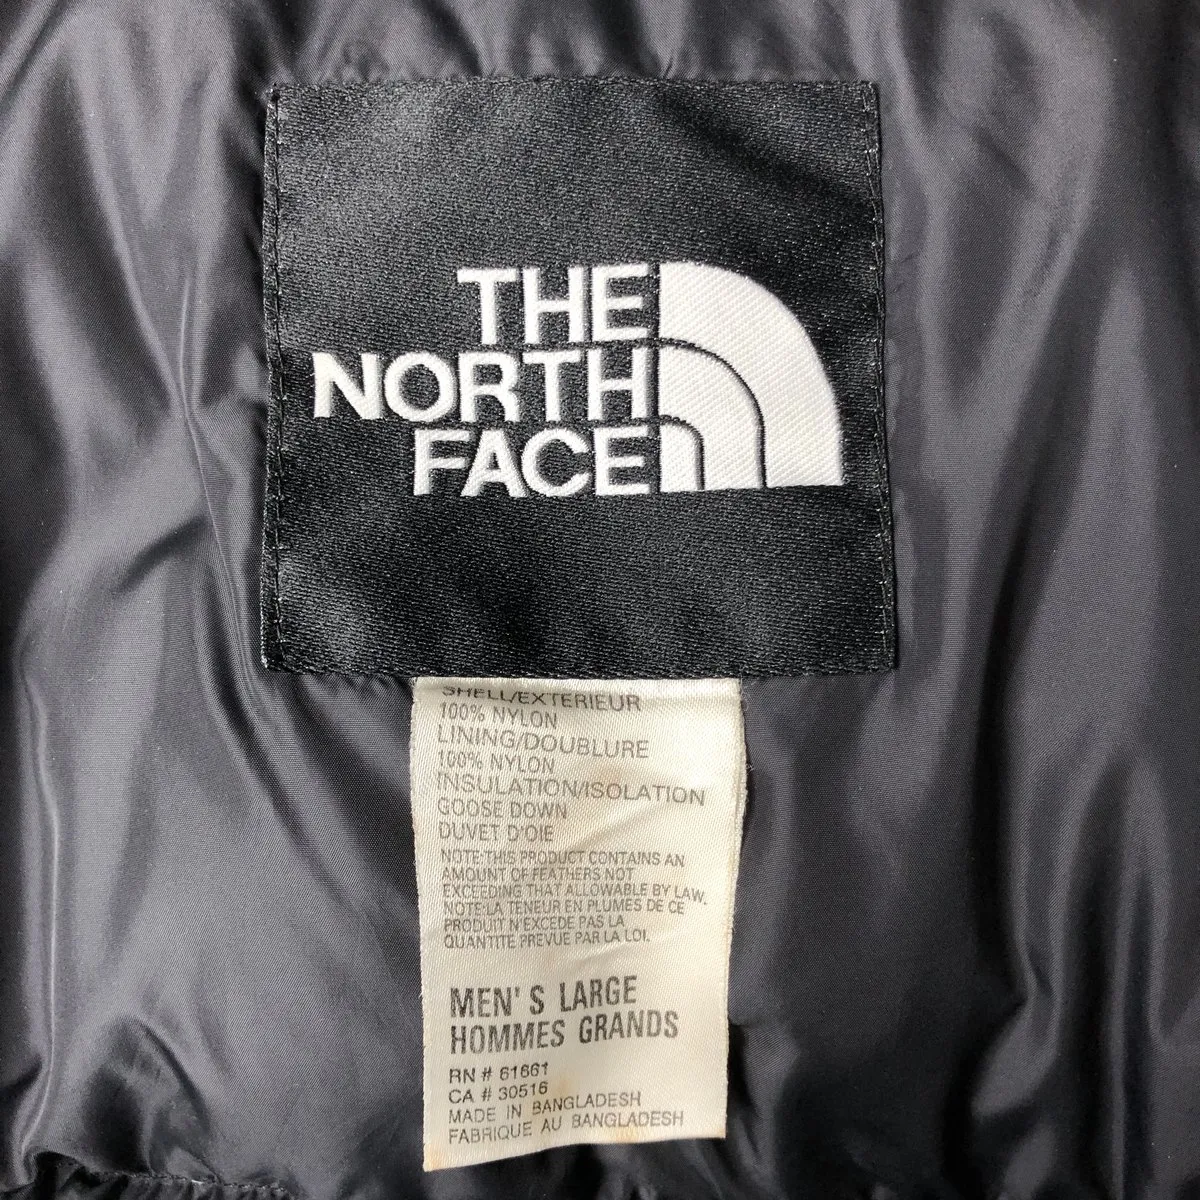 THE
NORTH
FACE
SHELL/EXTERIEUR
100% NYLON
LINING/DOUBLURE
100% NYLON
INSULATION/ISOLATION
GOOSE DOWN
DUVET D'OIE
NOTE:THIS PRODUCT CONTAINS AN
AMOUNT OF FEATHERS NOT
EXCEEDING THAT ALLOWABLE BY LAW.
NOTE:LA TENEUR EN PLUMES DE CE
PRODUIT N'EXCEDE PAS LA
QUANTITE PREVUE PAR LA LOI.
MEN'S LARGE
HOMMES GRANDS
RN # 61661
CA # 30516
MADE IN BANGLADESH
FABRIQUE AU BANGLADESH